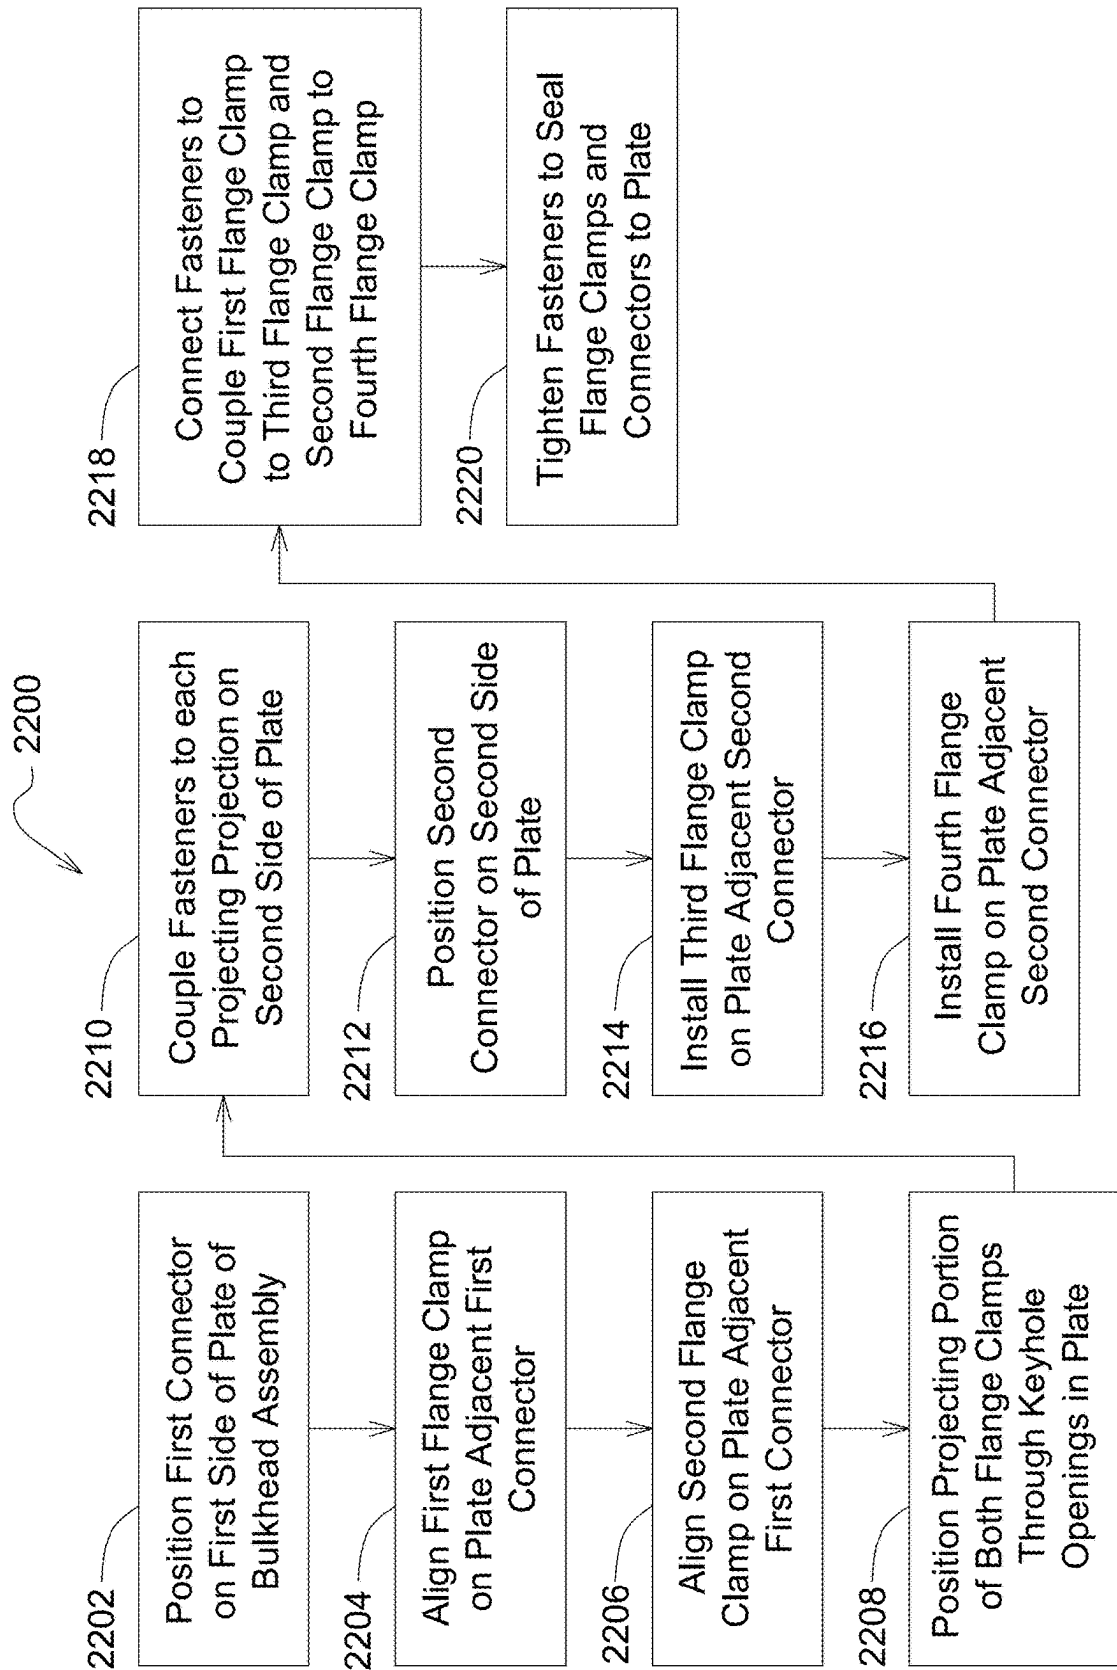 2200
2202
Position First Connector
on First Side of Plate of
Bulkhead Assembly
2204
Align First Flange Clamp
on Plate Adjacent First
Connector
2206
Align Second Flange
Clamp on Plate Adjacent
First Connector
2208
Position Projecting Portion
of Both Flange Clamps
Through Keyhole
Openings in Plate
2210
Couple Fasteners to each
Projecting Projection on
Second Side of Plate
2212
Position Second
Connector on Second Side
of Plate
2214
Install Third Flange Clamp
on Plate Adjacent Second
Connector
2216
Install Fourth Flange
Clamp on Plate Adjacent
Second Connector
2218
Connect Fasteners to
Couple First Flange Clamp
to Third Flange Clamp and
Second Flange Clamp to
Fourth Flange Clamp
2220
Tighten Fasteners to Seal
Flange Clamps and
Connectors to Plate